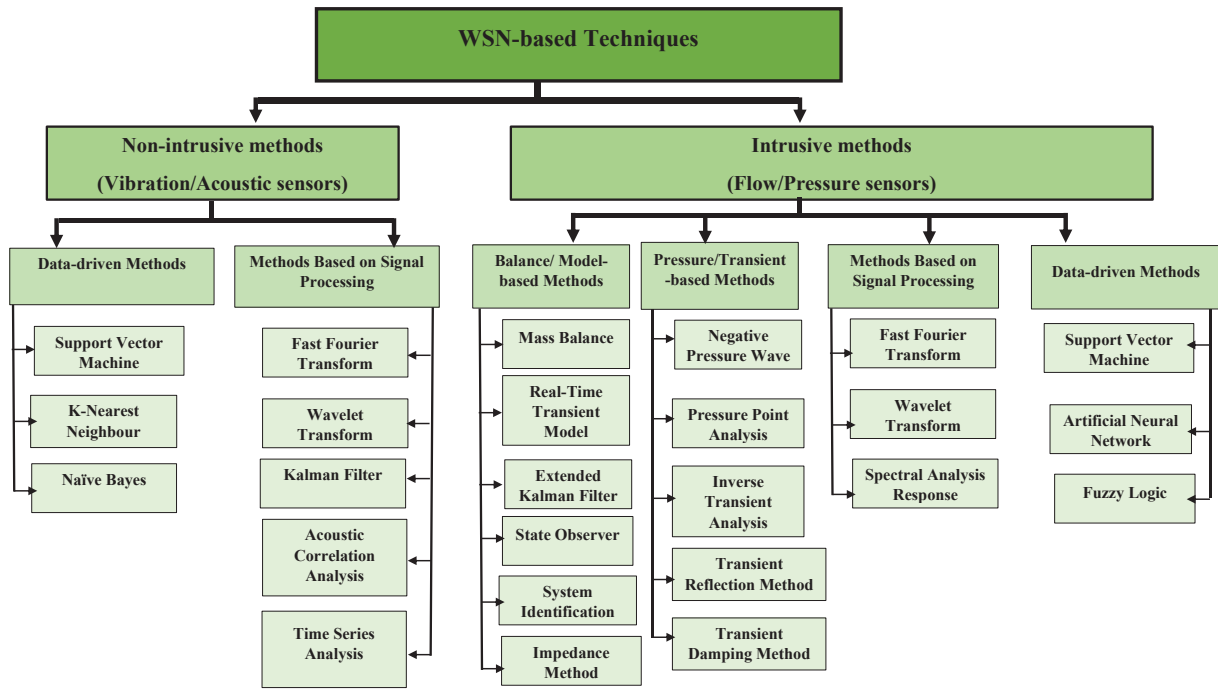 WSN-based Techniques
Non-intrusive methods
(Vibration/Acoustic sensors)
Intrusive methods
(Flow/Pressure sensors)
Data-driven Methods
Support Vector
Machine
K-Nearest
Neighbour
Naïve Bayes
Methods Based on Signal
Processing
Fast Fourier
Transform
Wavelet
Transform
Kalman Filter
Acoustic
Correlation
Analysis
Time Series
Analysis
Balance/ Model-
based Methods
Mass Balance
Real-Time
Transient
Model
Extended
Kalman Filter
State Observer
System
Identification
Impedance
Method
Pressure/Transient
-based Methods
Negative
Pressure Wave
Pressure Point
Analysis
Inverse
Transient
Analysis
Transient
Reflection Method
Transient
Damping Method
Methods Based on
Signal Processing
Fast Fourier
Transform
Wavelet
Transform
Spectral Analysis
Response
Data-driven Methods
Support Vector
Machine
Artificial Neural
Network
Fuzzy Logic